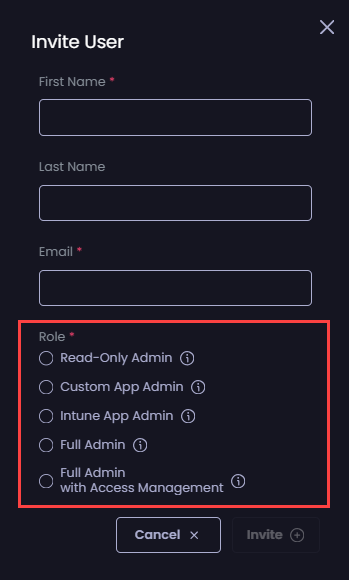 Invite User
First Name *
Last Name
Email *
Role *
Read-Only Admin
Custom App Admin
Intune App Admin
Full Admin
Full Admin
with Access Management
Cancel
Invite